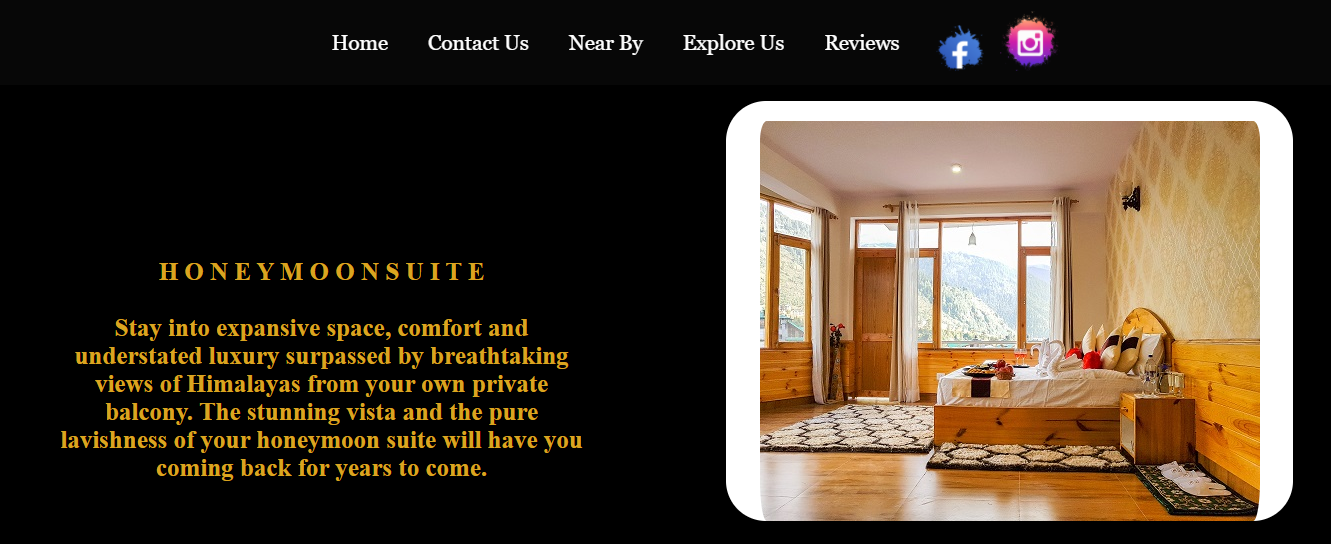 Home Contact Us Near By Explore Us Reviews
HONEYMOONSUITE
Stay into expansive space, comfort and
understated luxury surpassed by breathtaking
views of Himalayas from your own private
balcony. The stunning vista and the pure
lavishness of your honeymoon suite will have you
coming back for years to come.